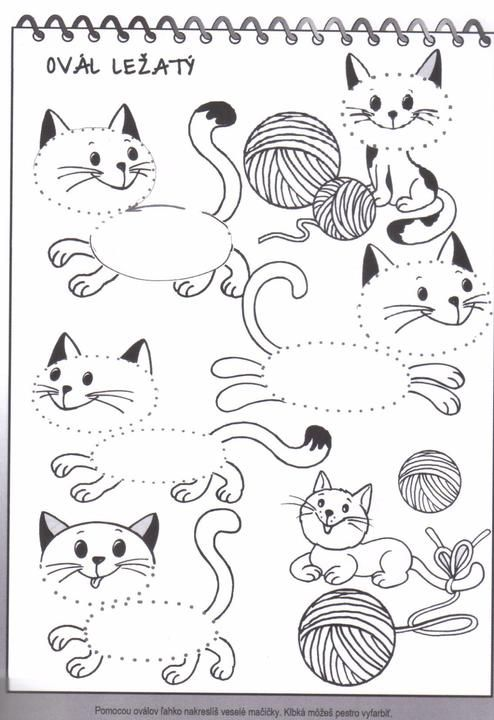 OVÁL LEŽATÝ
Pomocou oválov ľahko nakreslíš veselé mačičky. Klbká môžeš pestro vyfarbiť.